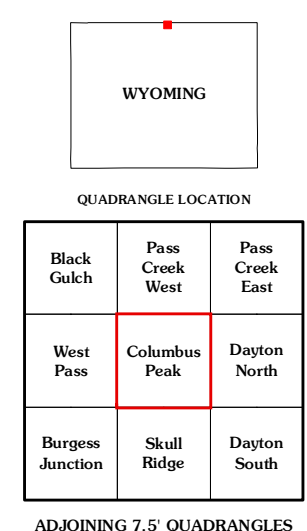 WYOMING
QUADRANGLE LOCATION
Black
Gulch
Pass
Creek
West
Pass
Creek
East
West
Pass
Columbus
Peak
Dayton
North
Burgess
Junction
Skull
Ridge
Dayton
South
ADJOINING 7.5' QUADRANGLES